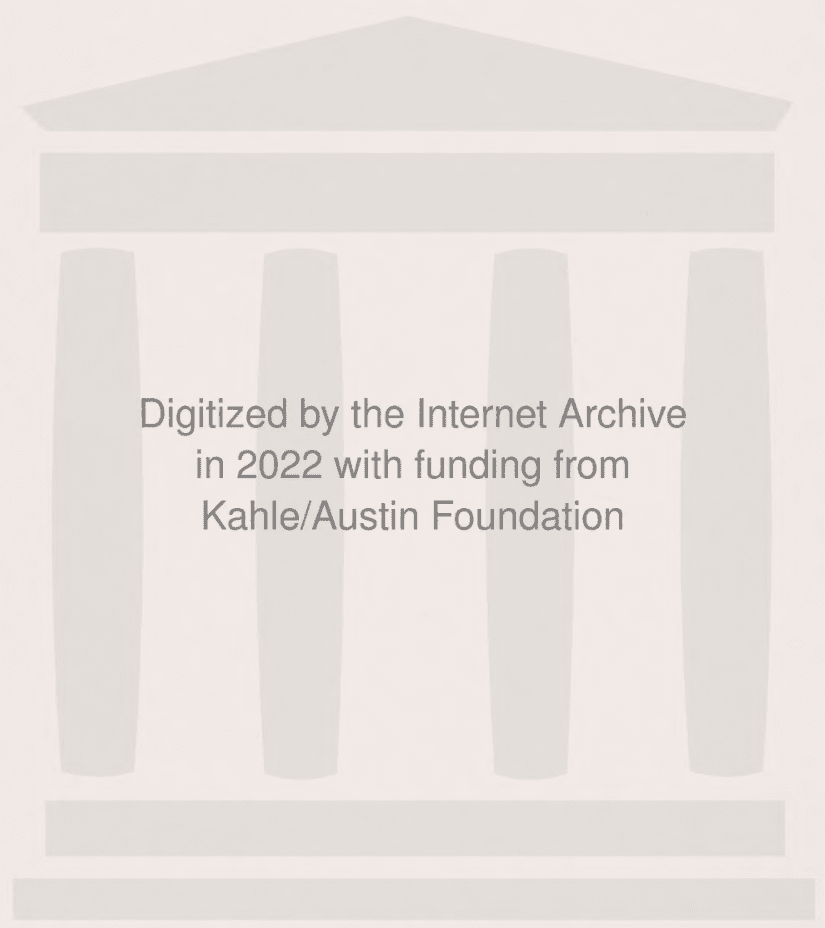 Digitized by the Internet Archive
in 2022 with funding from
Kahle/Austin Foundation